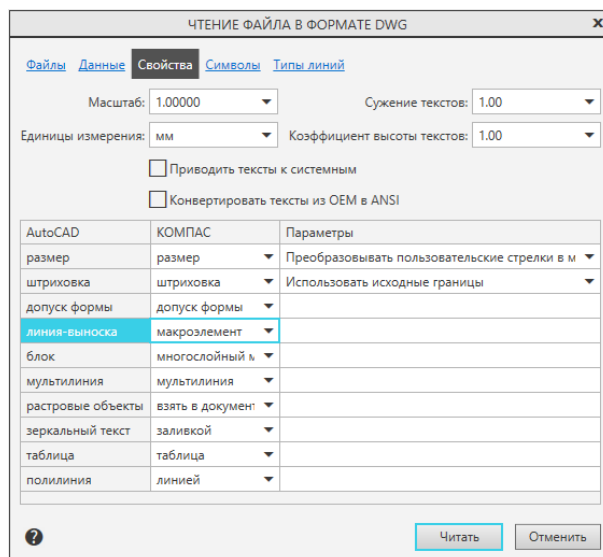 ЧТЕНИЕ ФАЙЛА В ФОРМАТЕ DWG x
Файлы Данные Свойства Символы Типы линий
Масштаб: 1.00000 Сужение текстов: 1.00
Единицы измерения: мм Коэффициент высоты текстов: 1.00
Приводить тексты к системным
Конвертировать тексты из OEM в ANSI
AutoCAD КОМПАС Параметры
размер размер Преобразовывать пользовательские стрелки в м
штриховка штриховка Использовать исходные границы
допуск формы допуск формы
линия-выноска макроэлемент
блок многослойный м
мультилиния мультилиния
растровые объекты взять в документ
зеркальный текст заливкой
таблица таблица
полилиния линией
? Читать Отменить